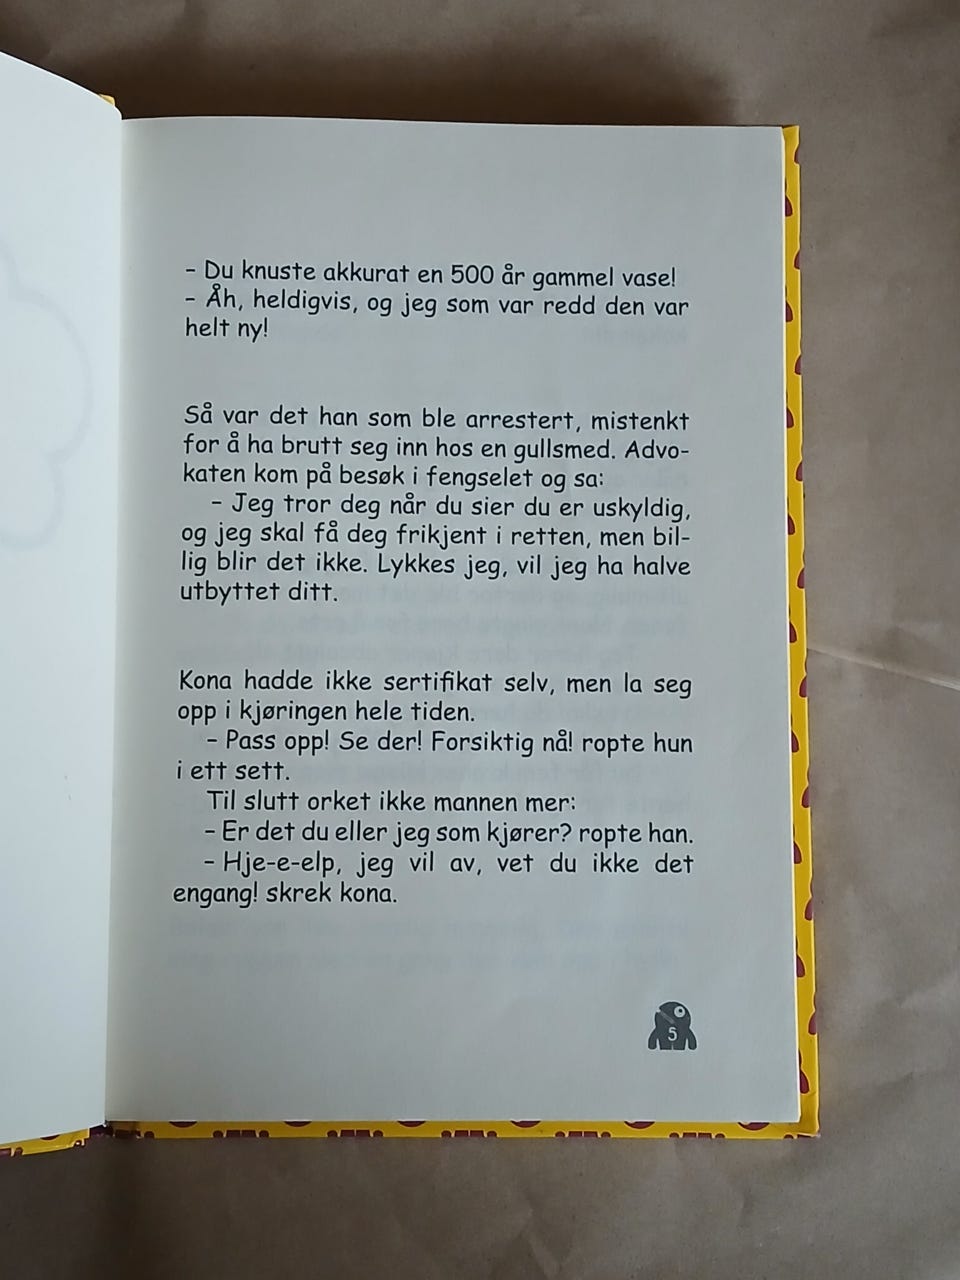 – Du knuste akkurat en 500 år gammel vase!
– Åh, heldigvis, og jeg som var redd den var
helt ny!
Så var det han som ble arrestert, mistenkt
for å ha brutt seg inn hos en gullsmed. Advo-
katen kom på besøk i fengselet og sa:
– Jeg tror deg når du sier du er uskyldig,
og jeg skal få deg frikjent i retten, men bil-
lig blir det ikke. Lykkes jeg, vil jeg ha halve
utbyttet ditt.
Kona hadde ikke sertifikat selv, men la seg
opp i kjøringen hele tiden.
– Pass opp! Se der! Forsiktig nå! ropte hun
i ett sett.
Til slutt orket ikke mannen mer:
– Er det du eller jeg som kjører? ropte han.
– Hje-e-elp, jeg vil av, vet du ikke det
engang! skrek kona.
5